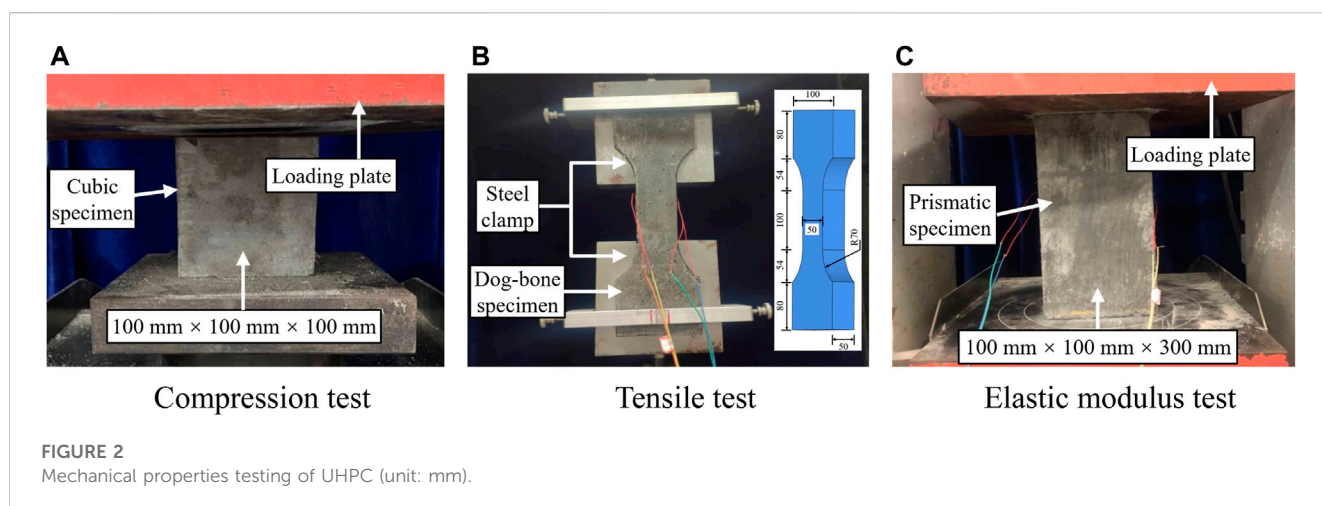 A
Cubic
specimen
Loading plate
100 mm × 100 mm × 100 mm
Compression test
B
Steel
clamp
Dog-bone
specimen
100
80
54
100
50
R70
54
80
50
Tensile test
C
Loading plate
Prismatic
specimen
100 mm × 100 mm × 300 mm
Elastic modulus test
FIGURE 2
Mechanical properties testing of UHPC (unit: mm).